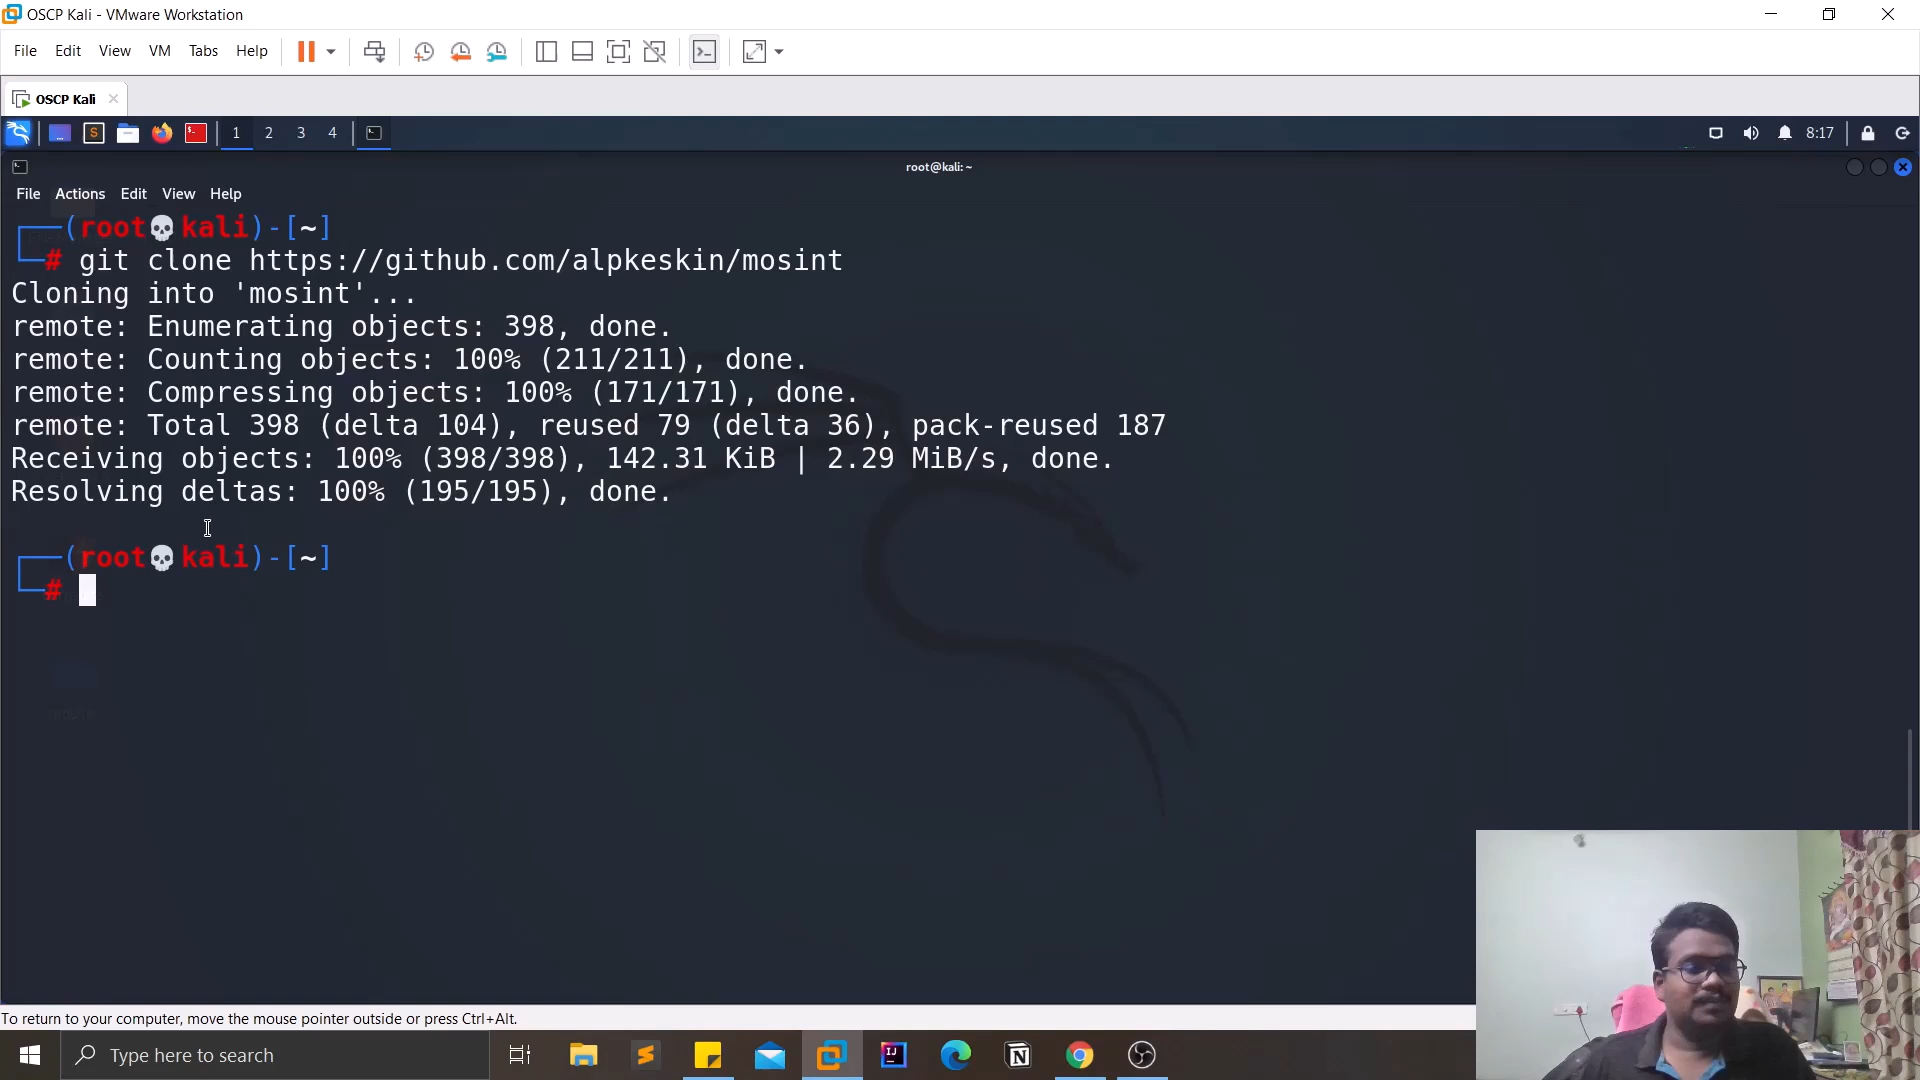 OSCP Kali - VMware Workstation
File Edit View VM Tabs Help
OSCP Kali
1 2 3 4 8:17
root@kali: ~
File Actions Edit View Help
┌──(root💀kali)-[~]
└─# git clone https://github.com/alpkeskin/mosint
Cloning into 'mosint'...
remote: Enumerating objects: 398, done.
remote: Counting objects: 100% (211/211), done.
remote: Compressing objects: 100% (171/171), done.
remote: Total 398 (delta 104), reused 79 (delta 36), pack-reused 187
Receiving objects: 100% (398/398), 142.31 KiB | 2.29 MiB/s, done.
Resolving deltas: 100% (195/195), done.
┌──(root💀kali)-[~]
└─#
To return to your computer, move the mouse pointer outside or press Ctrl+Alt.
Type here to search